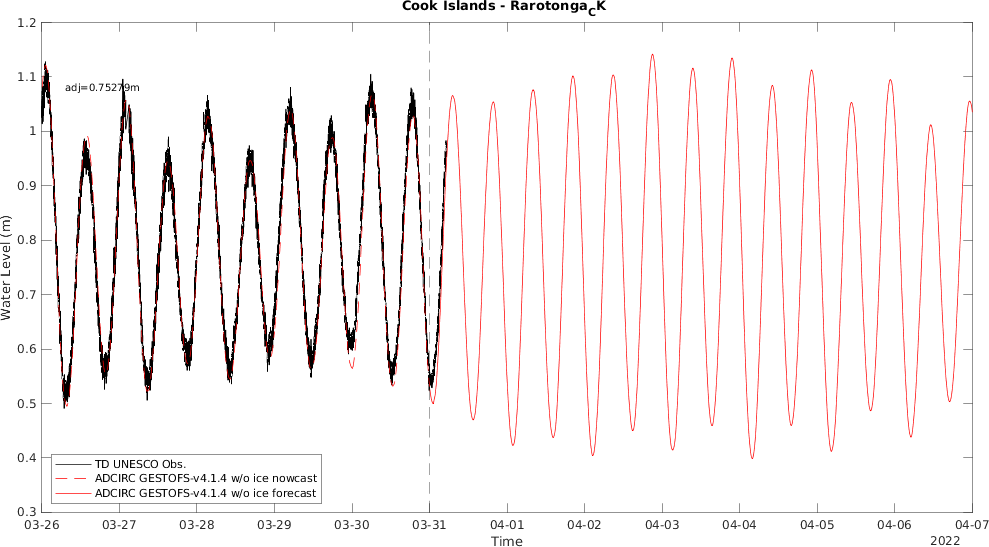 Cook Islands - RarotongaCK
1.2
1.1
1
0.9
0.8
0.7
0.6
0.5
0.4
0.3
Water Level (m)
adj=0.75279m
TD UNESCO Obs.
ADCIRC GESTOFS-v4.1.4 w/o ice nowcast
ADCIRC GESTOFS-v4.1.4 w/o ice forecast
03-26 03-27 03-28 03-29 03-30 03-31 04-01 04-02 04-03 04-04 04-05 04-06 04-07
Time
2022